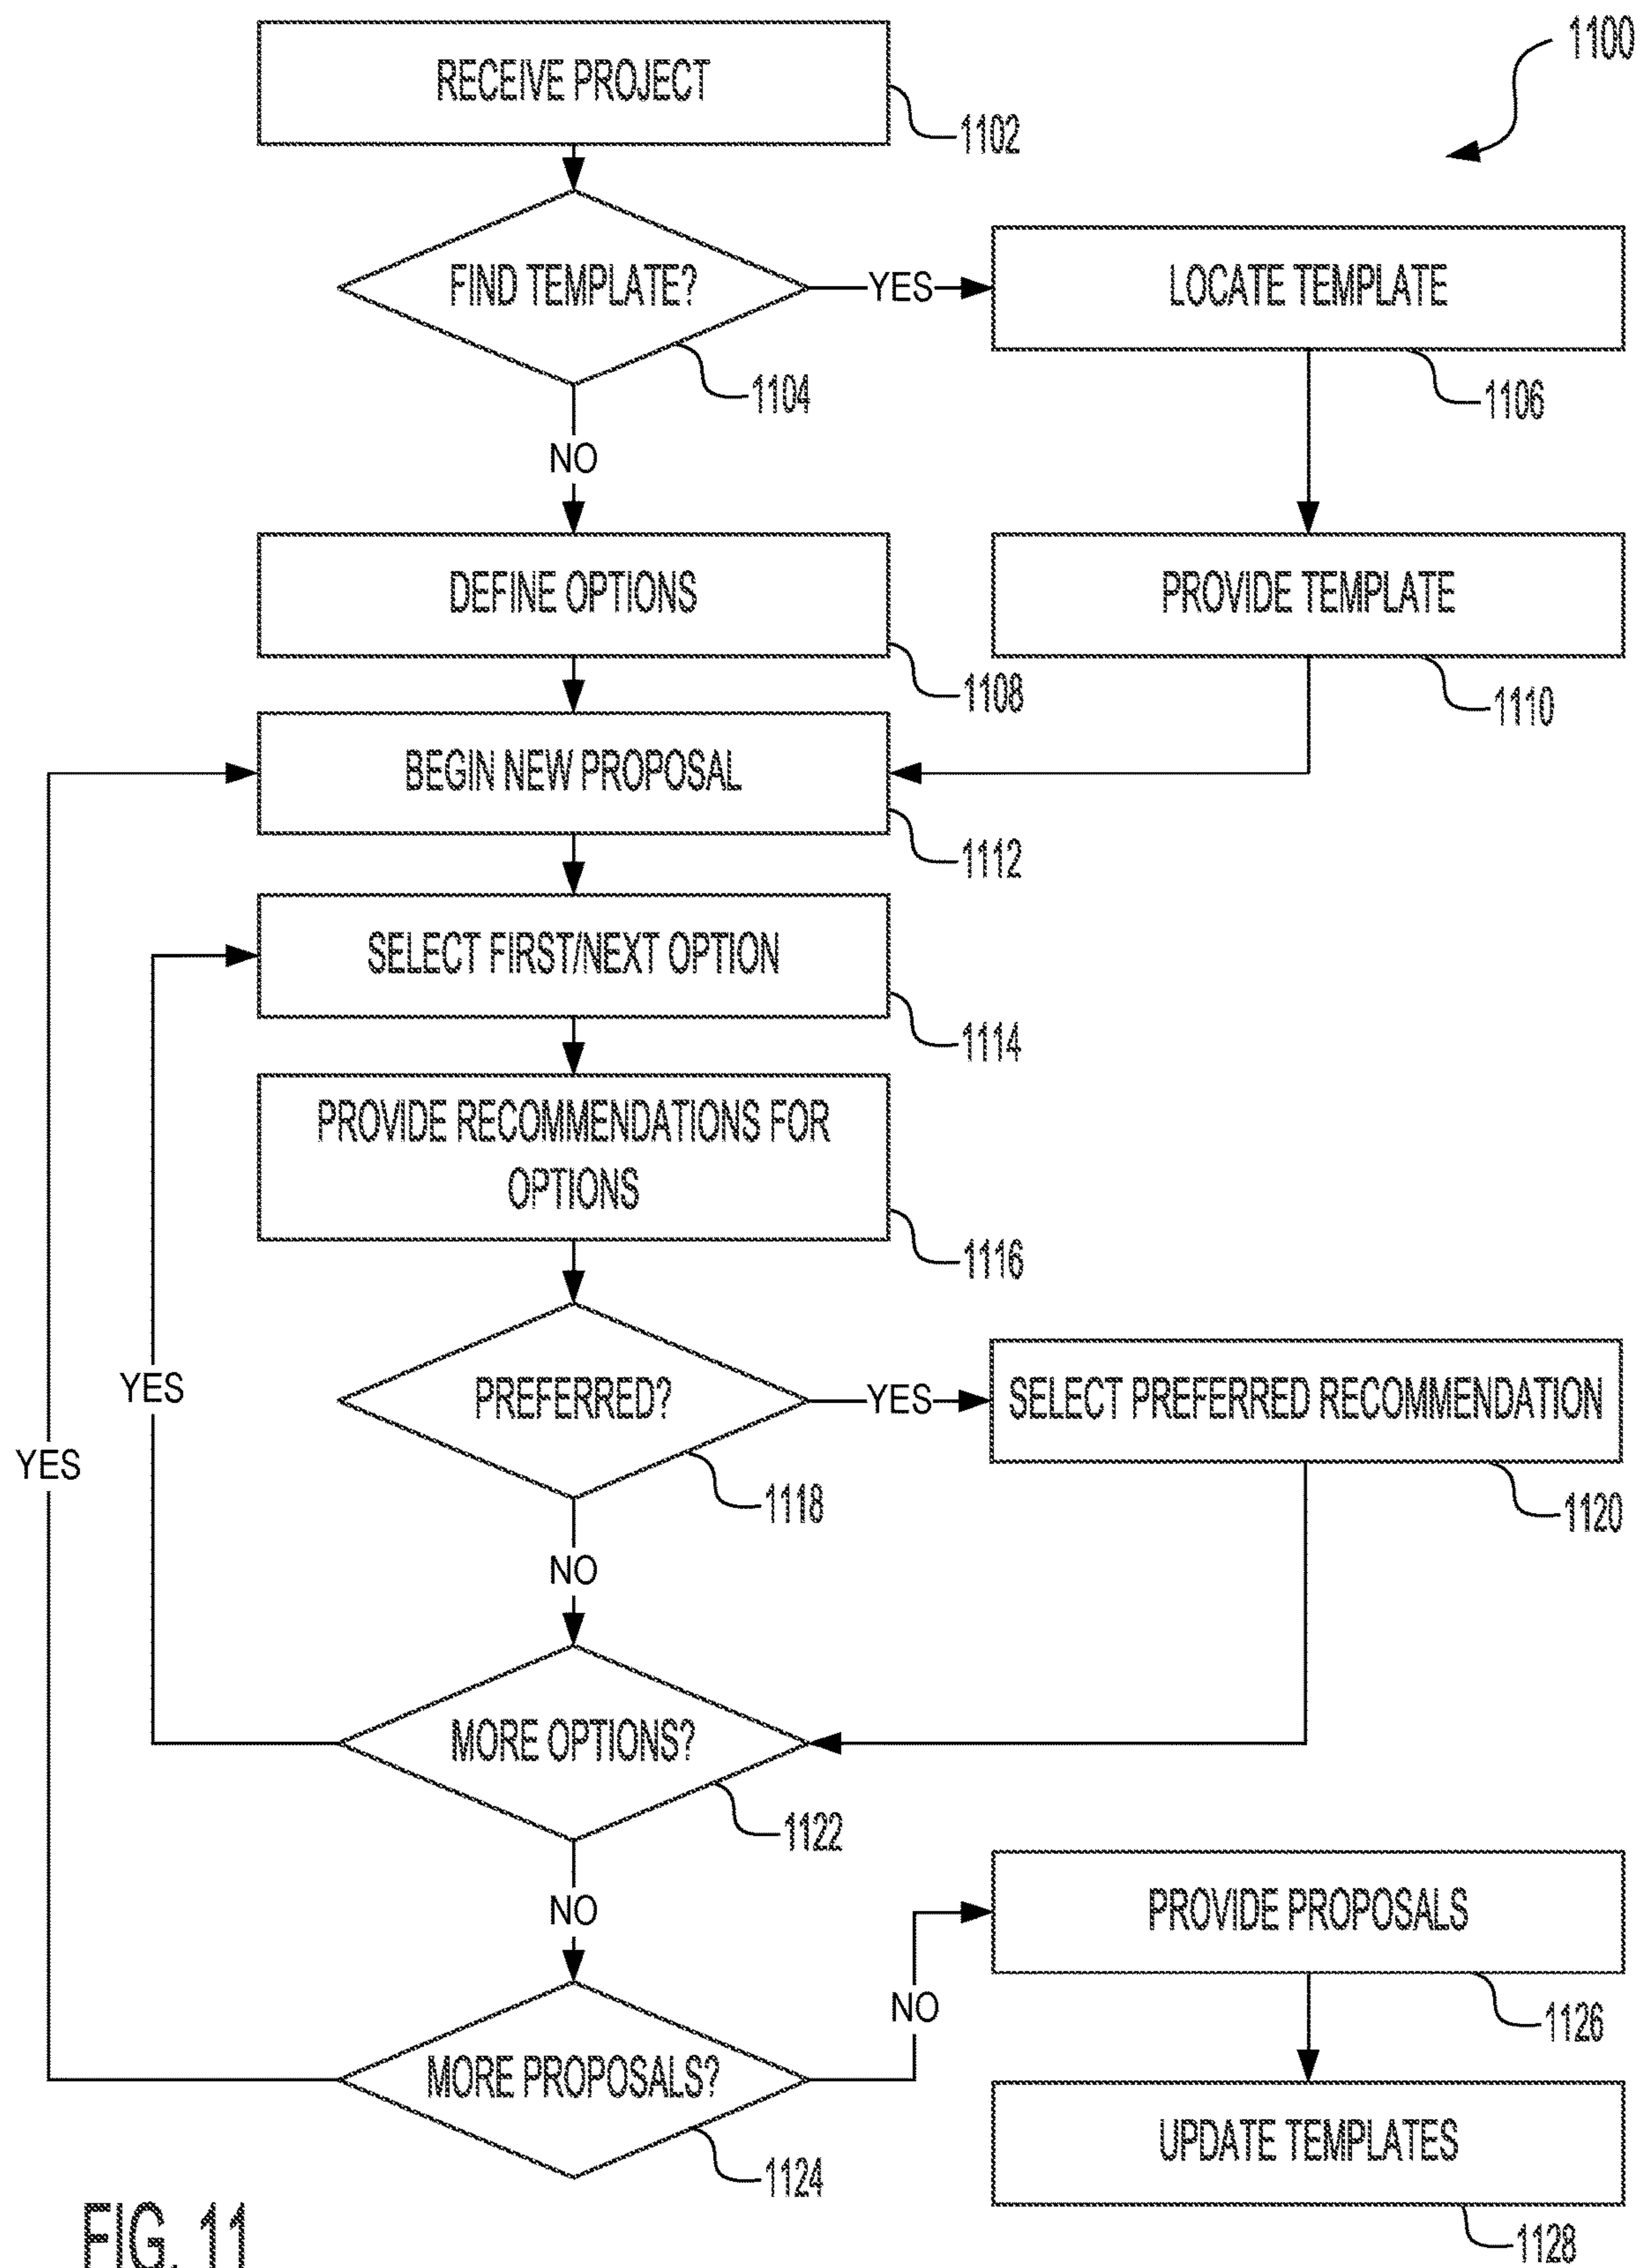 1100
RECEIVE PROJECT
1102
FIND TEMPLATE?
YES
LOCATE TEMPLATE
1104
1106
NO
DEFINE OPTIONS
PROVIDE TEMPLATE
1108
1110
BEGIN NEW PROPOSAL
1112
SELECT FIRST/NEXT OPTION
1114
PROVIDE RECOMMENDATIONS FOR
OPTIONS
1116
YES
PREFERRED?
YES
SELECT PREFERRED RECOMMENDATION
YES
1118
1120
NO
MORE OPTIONS?
1122
NO
PROVIDE PROPOSALS
NO
1126
MORE PROPOSALS?
1124
UPDATE TEMPLATES
1128
FIG. 11